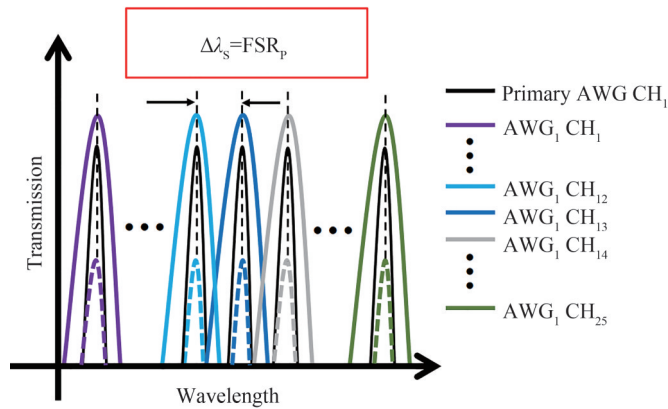 Δλ_S=FSR_P
Transmission
Wavelength
Primary AWG CH_1
AWG_1 CH_1
AWG_1 CH_12
AWG_1 CH_13
AWG_1 CH_14
AWG_1 CH_25